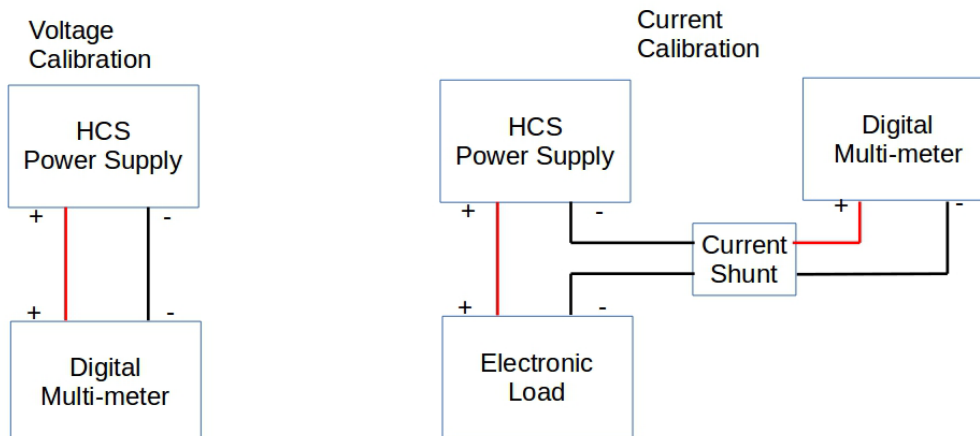 Voltage
Calibration
HCS
Power Supply
+ -
+ -
Digital
Multi-meter
Current
Calibration
HCS
Power Supply
+ -
Digital
Multi-meter
+ -
Current
Shunt
+ -
Electronic
Load